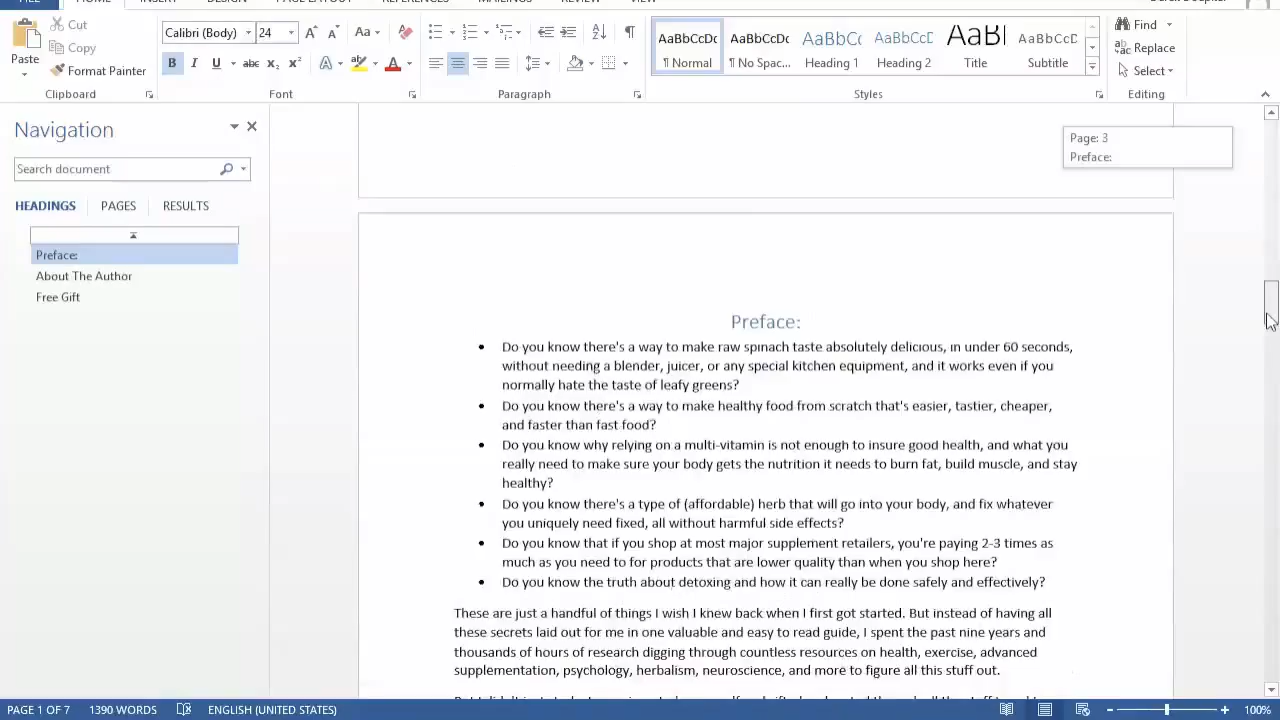 FILE HOME INSERT DESIGN PAGE LAYOUT REFERENCES MAILINGS REVIEW VIEW
Cut
Copy
Paste
Format Painter
Clipboard
Calibri (Body) 24
Aa
abc x₂ x²
Font
Paragraph
AaBbCcDc AaBbCcDc AaBbCc AaBbCcD AaBl AaBbCcD
¶ Normal ¶ No Spac... Heading 1 Heading 2 Title Subtitle
Styles
Find
Replace
Select
Editing
Navigation
Search document
HEADINGS PAGES RESULTS
Preface:
About The Author
Free Gift
Page: 3
Preface:
Preface:
• Do you know there's a way to make raw spinach taste absolutely delicious, in under 60 seconds,
without needing a blender, juicer, or any special kitchen equipment, and it works even if you
normally hate the taste of leafy greens?
• Do you know there's a way to make healthy food from scratch that's easier, tastier, cheaper,
and faster than fast food?
• Do you know why relying on a multi-vitamin is not enough to insure good health, and what you
really need to make sure your body gets the nutrition it needs to burn fat, build muscle, and stay
healthy?
• Do you know there's a type of (affordable) herb that will go into your body, and fix whatever
you uniquely need fixed, all without harmful side effects?
• Do you know that if you shop at most major supplement retailers, you're paying 2-3 times as
much as you need to for products that are lower quality than when you shop here?
• Do you know the truth about detoxing and how it can really be done safely and effectively?
These are just a handful of things I wish I knew back when I first got started. But instead of having all
these secrets laid out for me in one valuable and easy to read guide, I spent the past nine years and
thousands of hours of research digging through countless resources on health, exercise, advanced
supplementation, psychology, herbalism, neuroscience, and more to figure all this stuff out.
PAGE 1 OF 7 1390 WORDS ENGLISH (UNITED STATES) 100%